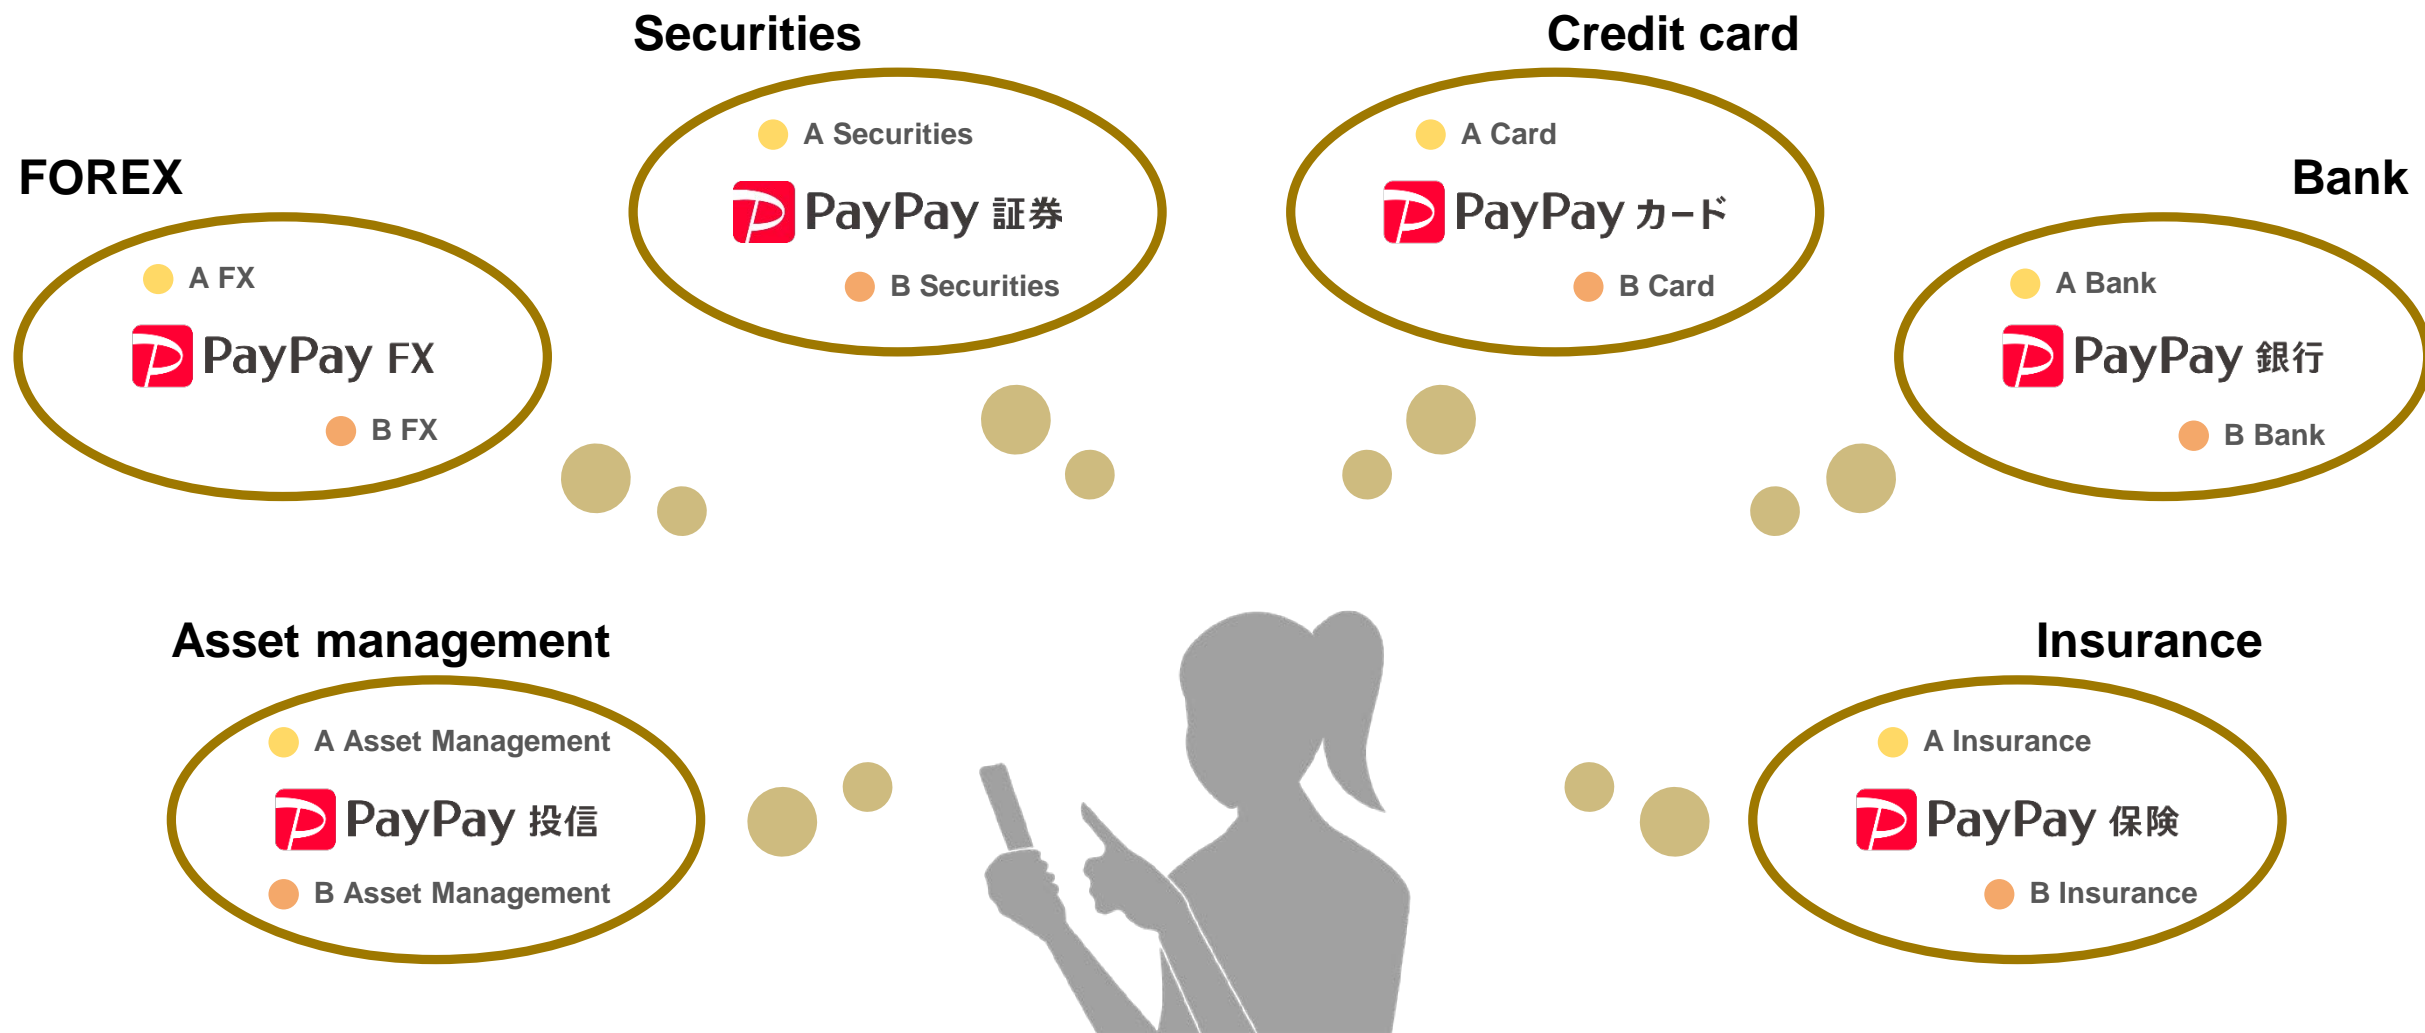 Securities
A Securities
PayPay 証券
B Securities
Credit card
A Card
PayPay カード
B Card
FOREX
A FX
PayPay FX
B FX
Bank
A Bank
PayPay 銀行
B Bank
Asset management
A Asset Management
PayPay 投信
B Asset Management
Insurance
A Insurance
PayPay 保険
B Insurance